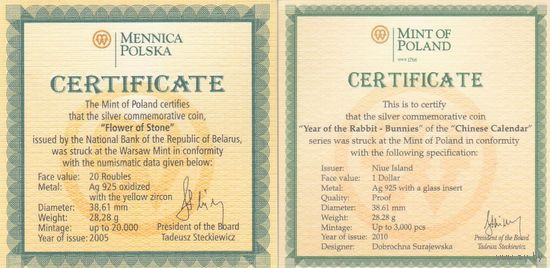 MENNICA
POLSKA
CERTIFICATE
The Mint of Poland certifies
that the silver commemorative coin,
"Flower of Stone"
issued by the National Bank of the Republic of Belarus,
was struck at the Warsaw Mint in conformity
with the numismatic data given below:
Face value: 20 Roubles
Metal: Ag 925 oxidized
with the yellow zircon
Diameter: 38,61 mm
Weight: 28,28 g
Mintage: up to 20.000
Year of issue: 2005
President of the Board
Tadeusz Steckiewicz
MINT OF
POLAND
SINCE 1766
CERTIFICATE
This is to certify
that the silver commemorative coin,
"Year of the Rabbit - Bunnies" of the "Chinese Calendar"
series was struck at the Mint of Poland in conformity
with the following specification:
Issuer: Niue Island
Face value: 1 Dollar
Metal: Ag 925 with a glass insert
Quality: Proof
Diameter: 38.61 mm
Weight: 28.28 g
Mintage: Up to 3,000 pcs
Year of issue: 2010
Designer: Dobrochna Surajewska
President of the Board
Tadeusz Steckiewicz